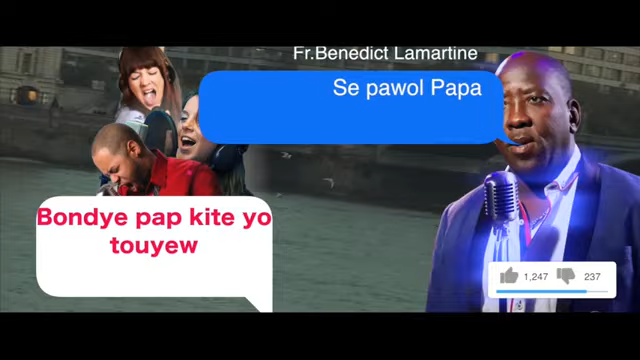 Fr.Benedict Lamartine
Se pawol Papa
Bondye pap kite yo
touyew
1,247
237